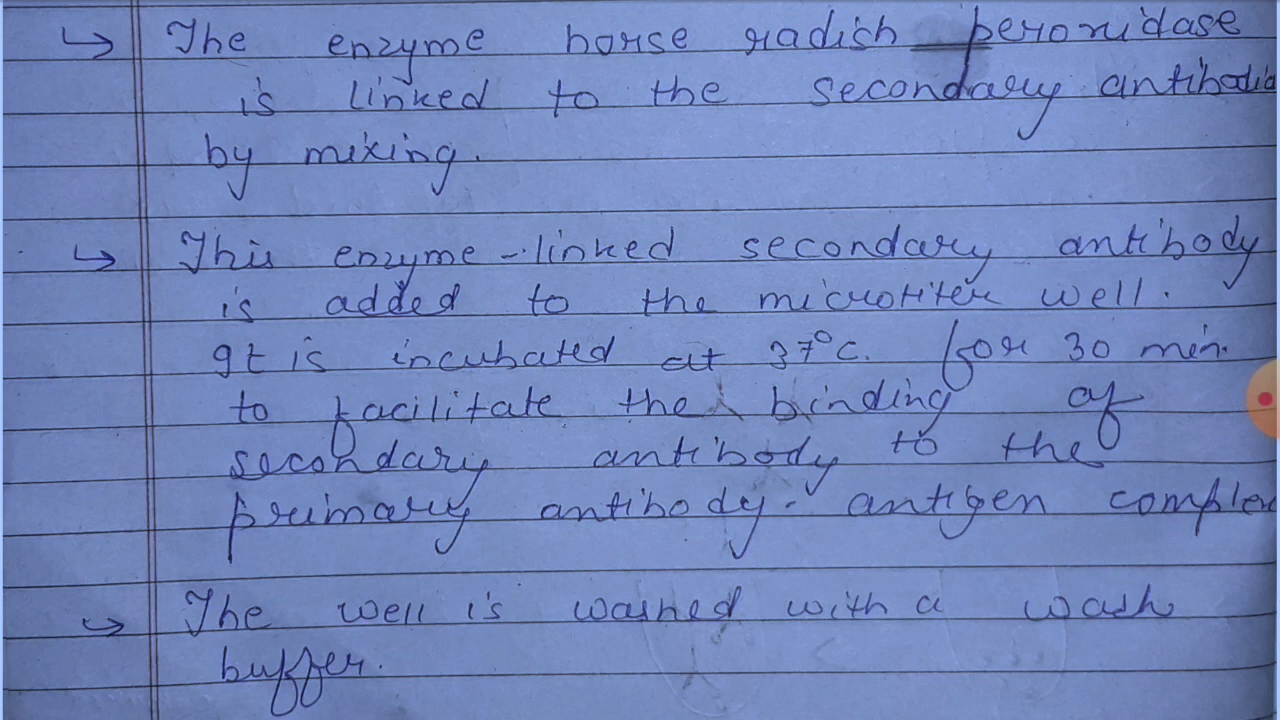 ↳ The enzyme horse radish peroxidase
is linked to the secondary antibodie
by mixing.
↳ This enzyme-linked secondary antibody
is added to the microtiter well.
It is incubated at 37°C. for 30 min.
to facilitate the binding of
secondary antibody to the
primary antibody-antigen complex
↳ The well is washed with a wash
buffer.